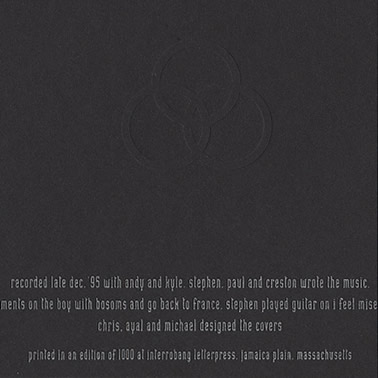 recorded late dec. '95 with andy and kyle. stephen, paul and creston wrote the music.
ments on the boy with bosoms and go back to france. stephen played guitar on i feel mise
chris, ayal and michael designed the covers
printed in an edition of 1000 at interrobang letterpress, jamaica plain, massachusetts